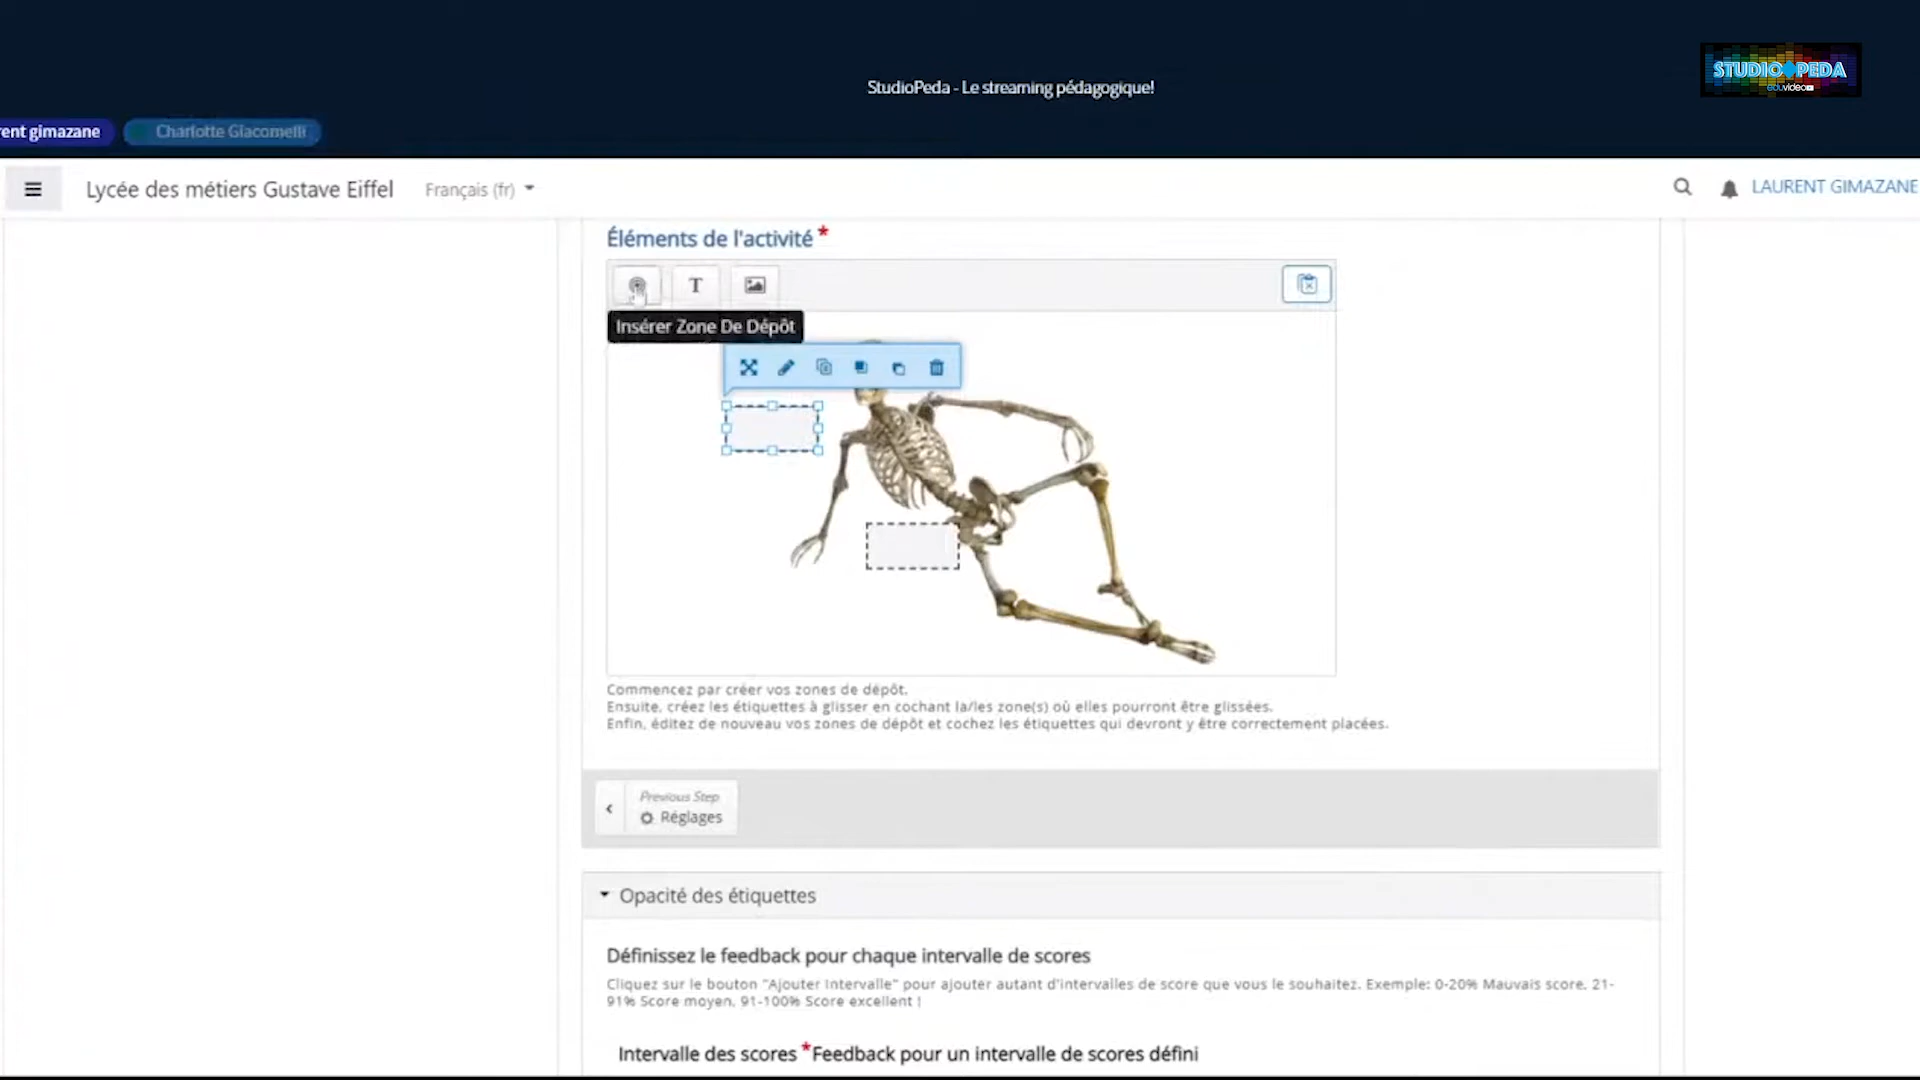 StudioPeda - Le streaming pédagogique!
STUDIO PEDA
eduvideo
rent gimazane
Charlotte Giacomelli
Lycée des métiers Gustave Eiffel
Français (fr)
LAURENT GIMAZANE
Éléments de l'activité *
T
Insérer Zone De Dépôt
Commencez par créer vos zones de dépôt.
Ensuite, créez les étiquettes à glisser en cochant la/les zone(s) où elles pourront être glissées.
Enfin, éditez de nouveau vos zones de dépôt et cochez les étiquettes qui devront y être correctement placées.
Previous Step
Réglages
Opacité des étiquettes
Définissez le feedback pour chaque intervalle de scores
Cliquez sur le bouton "Ajouter Intervalle" pour ajouter autant d'intervalles de score que vous le souhaitez. Exemple: 0-20% Mauvais score, 21-
91% Score moyen, 91-100% Score excellent !
Intervalle des scores * Feedback pour un intervalle de scores défini